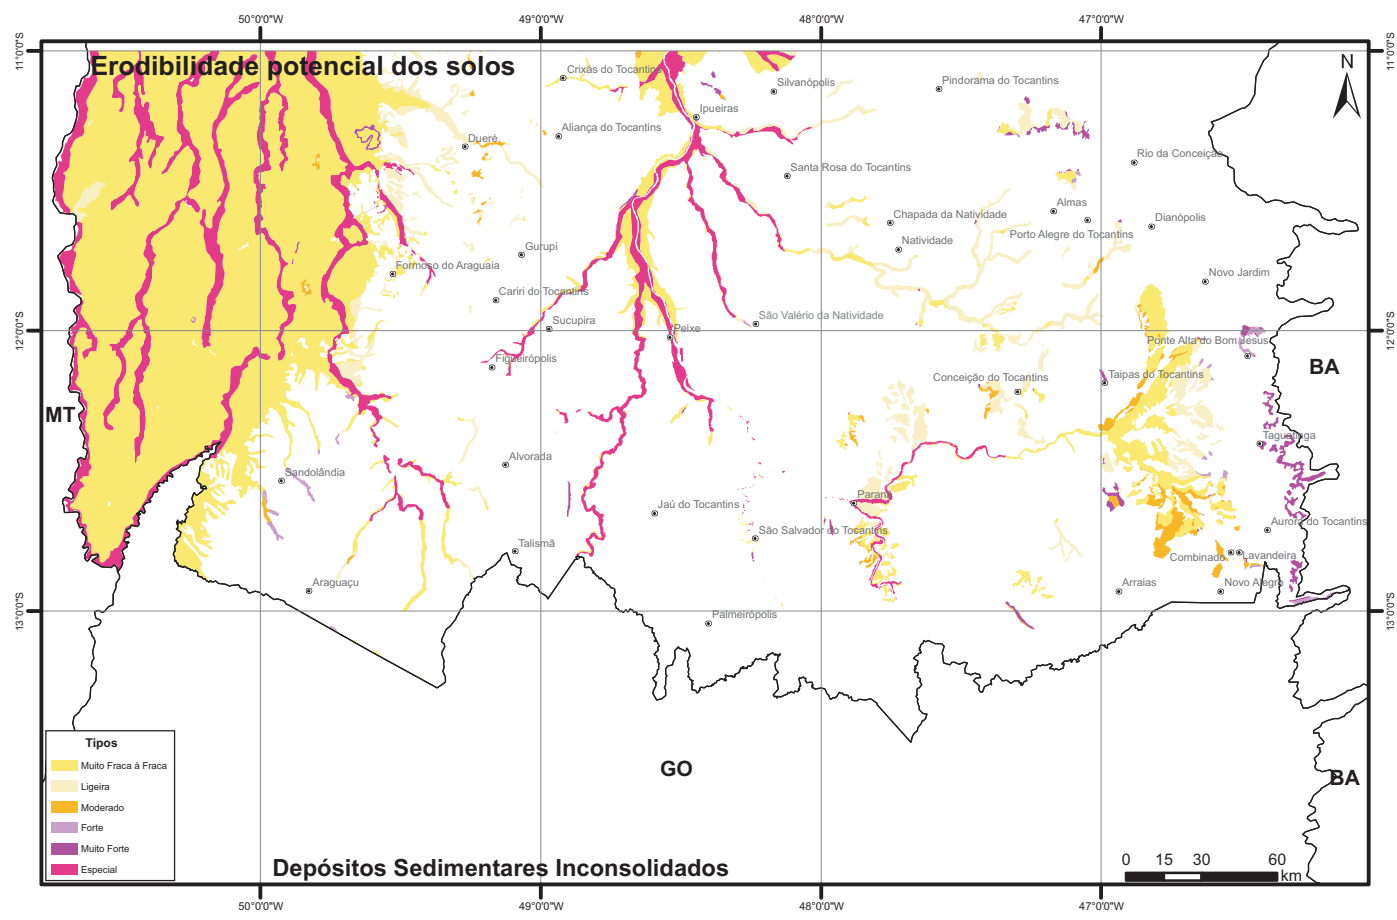 50°0'0"W
49°0'0"W
48°0'0"W
47°0'0"W
11°0'0"S
11°0'0"S
Erodibilidade potencial dos solos
N
Crixás do Tocantins
Silvanópolis
Pindorama do Tocantins
Ipueiras
Aliança do Tocantins
Dueré
Rio da Conceição
Santa Rosa do Tocantins
Almas
Chapada da Natividade
Dianópolis
Porto Alegre do Tocantins
Natividade
Gurupi
Formoso do Araguaia
Novo Jardim
Cariri do Tocantins
São Valério da Natividade
Sucupira
Peixe
12°0'0"S
12°0'0"S
Ponte Alta do Bom Jesus
Figueirópolis
BA
Conceição do Tocantins
Taipas do Tocantins
MT
Taguatinga
Alvorada
Sandolândia
Paranã
Jaú do Tocantins
Aurora do Tocantins
São Salvador do Tocantins
Talismã
Combinado
Lavandeira
Araguaçu
Arraias
Novo Alegre
13°0'0"S
13°0'0"S
Palmeirópolis
Tipos
Muito Fraca à Fraca
Ligeira
Moderado
Forte
Muito Forte
Especial
GO
BA
Depósitos Sedimentares Inconsolidados
0 15 30 60
km
50°0'0"W
49°0'0"W
48°0'0"W
47°0'0"W